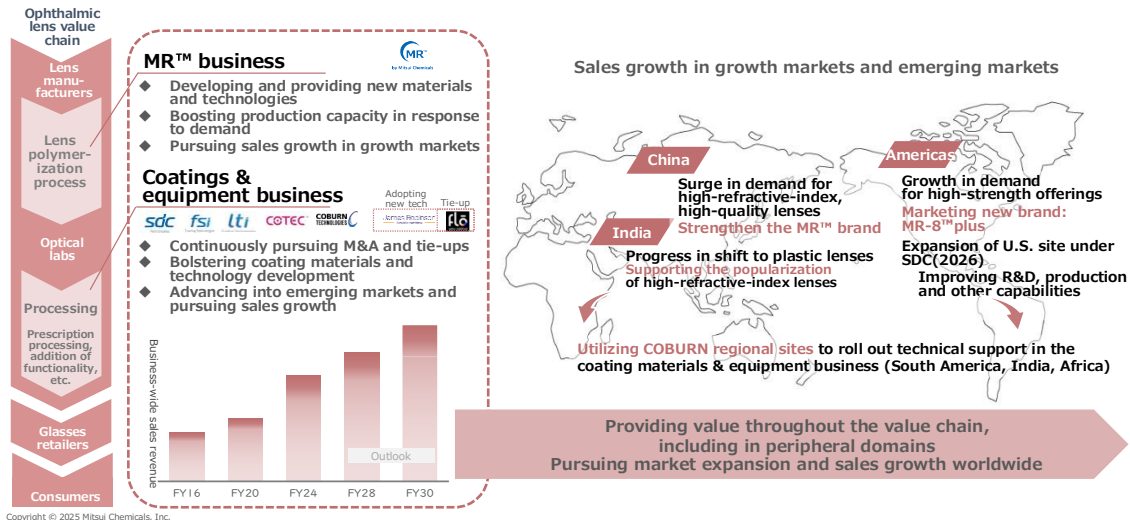 Ophthalmic
lens value
chain
Lens
manu-
facturers
Lens
polymer-
ization
process
Optical
labs
Processing
Prescription
processing,
addition of
functionality,
etc.
Glasses
retailers
Consumers
MR™ business
MR™
by Mitsui Chemicals
◆ Developing and providing new materials
and technologies
◆ Boosting production capacity in response
to demand
◆ Pursuing sales growth in growth markets
Coatings &
equipment business
Adopting
new tech
Tie-up
sdc
fsi
lti
COTEC
COBURN
TECHNOLOGIES
James Robinson
flō
◆ Continuously pursuing M&A and tie-ups
◆ Bolstering coating materials and
technology development
◆ Advancing into emerging markets and
pursuing sales growth
Business-wide sales revenue
Outlook
FY16 FY20 FY24 FY28 FY30
Sales growth in growth markets and emerging markets
China
Surge in demand for
high-refractive-index,
high-quality lenses
Strengthen the MR™ brand
India
Progress in shift to plastic lenses
Supporting the popularization
of high-refractive-index lenses
Americas
Growth in demand
for high-strength offerings
Marketing new brand:
MR-8™plus
Expansion of U.S. site under
SDC(2026)
Improving R&D, production
and other capabilities
Utilizing COBURN regional sites to roll out technical support in the
coating materials & equipment business (South America, India, Africa)
Providing value throughout the value chain,
including in peripheral domains
Pursuing market expansion and sales growth worldwide
Copyright © 2025 Mitsui Chemicals, Inc.